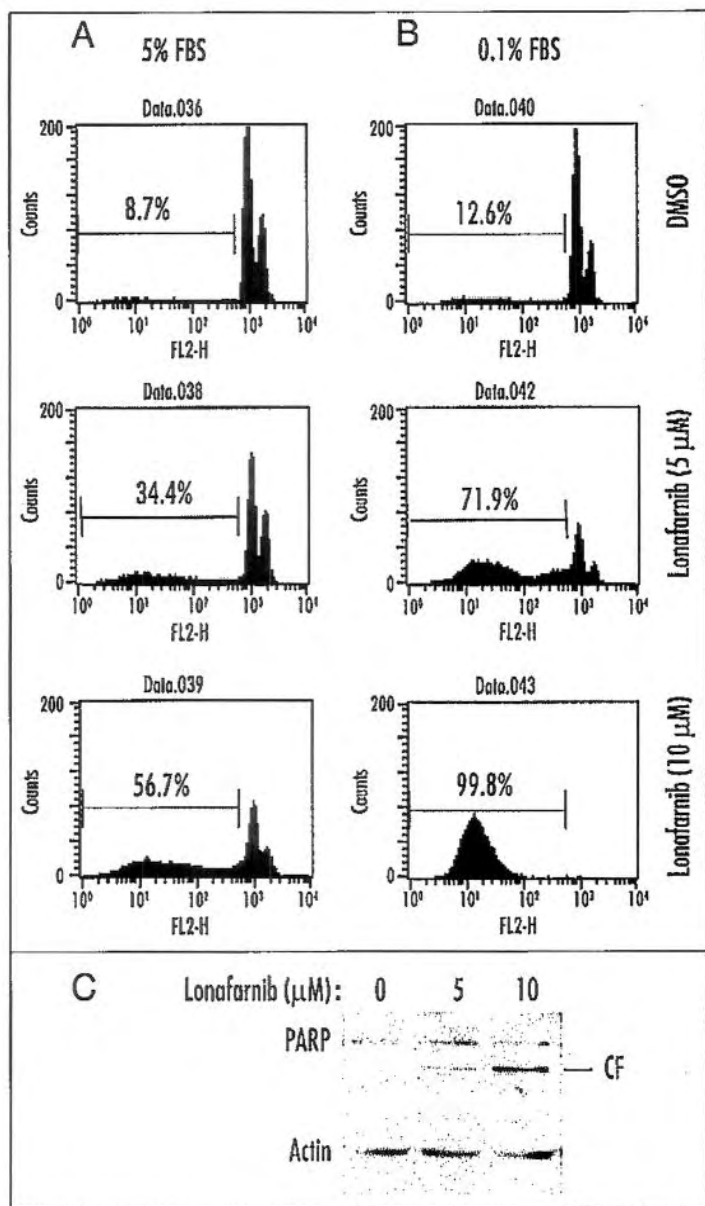 A
5% FBS
B
0.1% FBS
Data.036
200
Counts
8.7%
0
10⁰ 10¹ 10² 10³ 10⁴
FL2-H
Data.040
200
Counts
12.6%
0
10⁰ 10¹ 10² 10³ 10⁴
FL2-H
DMSO
Data.038
200
Counts
34.4%
0
10⁰ 10¹ 10² 10³ 10⁴
FL2-H
Data.042
200
Counts
71.9%
0
10⁰ 10¹ 10² 10³ 10⁴
FL2-H
Lonafarnib (5 µM)
Data.039
200
Counts
56.7%
0
10⁰ 10¹ 10² 10³ 10⁴
FL2-H
Data.043
200
Counts
99.8%
0
10⁰ 10¹ 10² 10³ 10⁴
FL2-H
Lonafarnib (10 µM)
C
Lonafarnib (µM): 0 5 10
PARP
CF
Actin